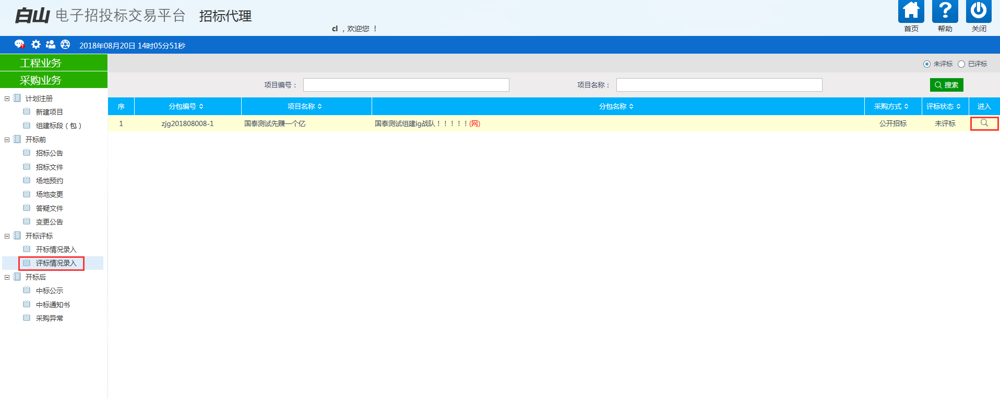 白山 电子招投标交易平台 招标代理
cl ，欢迎您 ！
首页 帮助 关闭
2018年08月20日 14时05分51秒
工程业务
采购业务
计划注册
新建项目
组建标段（包）
开标前
招标公告
招标文件
场地预约
场地变更
答疑文件
变更公告
开标评标
开标情况录入
评标情况录入
开标后
中标公示
中标通知书
采购异常
未评标 已评标
项目编号： 项目名称： 搜索
序 分包编号 项目名称 分包名称 采购方式 评标状态 进入
1 zjg201808008-1 国泰测试先赚一个亿 国泰测试组建ig战队！！！！！(网) 公开招标 未评标